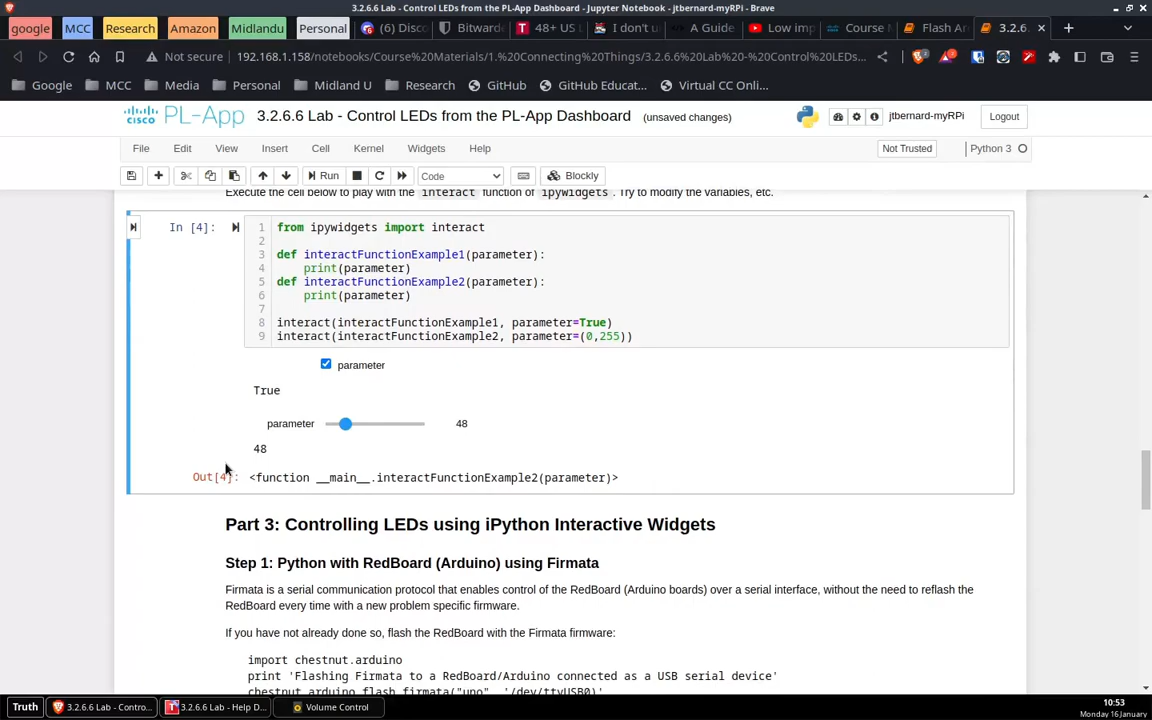 3.2.6.6 Lab - Control LEDs from the PL-App Dashboard - Jupyter Notebook - jtbernard-myRPi - Brave
google MCC Research Amazon Midlandu Personal (6) Disco Bitwarde 48+ US I don't u A Guide Low imp Course Flash Ar 3.2.6
Not secure 192.168.1.158/notebooks/Course%20Materials/1.%20Connecting%20Things/3.2.6.6%20Lab%20-%20Control%20LEDs...
Google MCC Media Personal Midland U Research GitHub GitHub Educat... Virtual CC Onli...
cisco PL-App 3.2.6.6 Lab - Control LEDs from the PL-App Dashboard (unsaved changes) jtbernard-myRPi Logout
File Edit View Insert Cell Kernel Widgets Help Not Trusted Python 3
Run Code Blockly
Execute the cell below to play with the interact function of ipywidgets. Try to modify the variables, etc.
In [4]: 1 from ipywidgets import interact
2
3 def interactFunctionExample1(parameter):
4 print(parameter)
5 def interactFunctionExample2(parameter):
6 print(parameter)
7
8 interact(interactFunctionExample1, parameter=True)
9 interact(interactFunctionExample2, parameter=(0,255))
parameter
True
parameter 48
48
Out[4]: <function __main__.interactFunctionExample2(parameter)>
Part 3: Controlling LEDs using iPython Interactive Widgets
Step 1: Python with RedBoard (Arduino) using Firmata
Firmata is a serial communication protocol that enables control of the RedBoard (Arduino boards) over a serial interface, without the need to reflash the
RedBoard every time with a new problem specific firmware.
If you have not already done so, flash the RedBoard with the Firmata firmware:
import chestnut.arduino
print 'Flashing Firmata to a RedBoard/Arduino connected as a USB serial device'
chestnut.arduino.flash_firmata("uno", '/dev/ttyUSB0')
Truth 3.2.6.6 Lab - Contro... 3.2.6.6 Lab - Help D... Volume Control 10:53
Monday 16 January